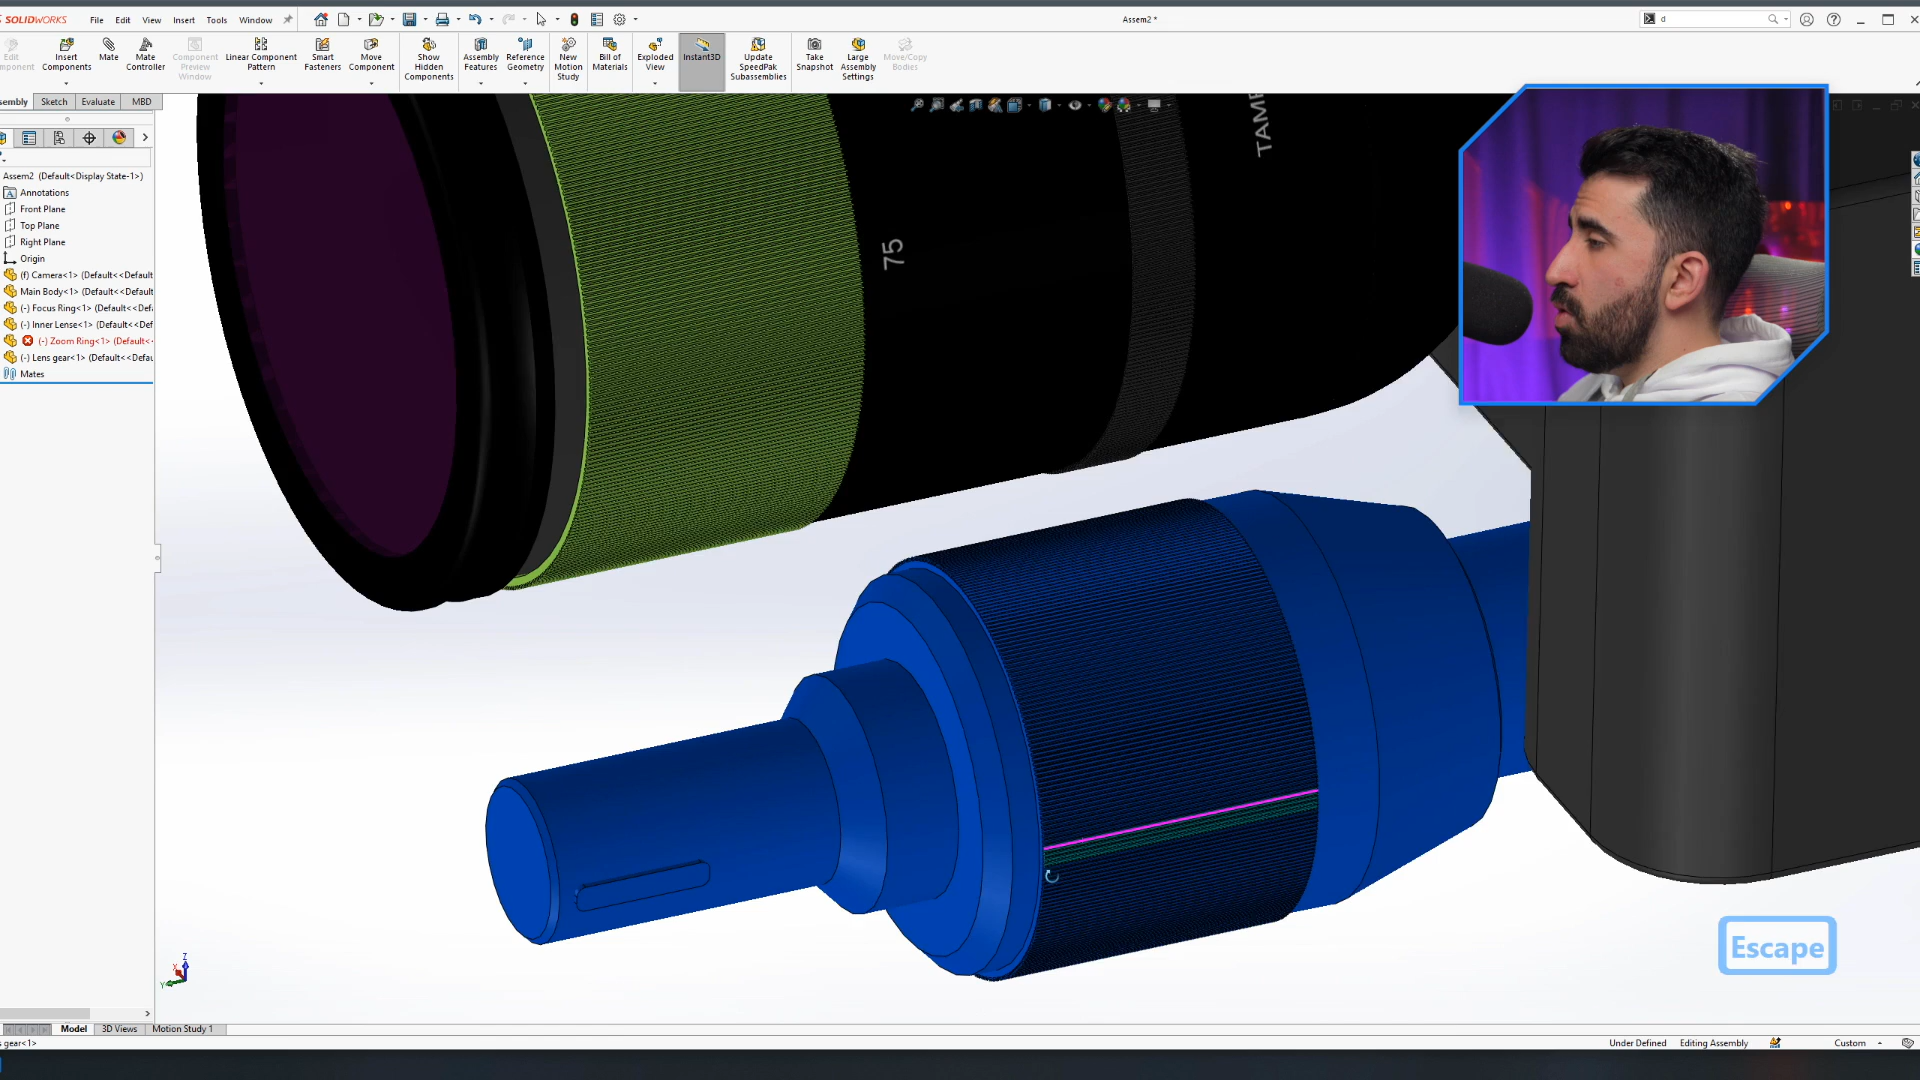 SOLIDWORKS
File Edit View Insert Tools Window
Assem2 *
d
Edit Component
Insert Components
Mate
Mate Controller
Component Preview Window
Linear Component Pattern
Smart Fasteners
Move Component
Show Hidden Components
Assembly Features
Reference Geometry
New Motion Study
Bill of Materials
Exploded View
Instant3D
Update SpeedPak Subassemblies
Take Snapshot
Large Assembly Settings
Move/Copy Bodies
sembly Sketch Evaluate MBD
Assem2 (Default<Display State-1>)
Annotations
Front Plane
Top Plane
Right Plane
Origin
(f) Camera<1> (Default<<Default
Main Body<1> (Default<<Default
(-) Focus Ring<1> (Default<<Def
(-) Inner Lense<1> (Default<<Def
(-) Zoom Ring<1> (Default<<
(-) Lens gear<1> (Default<<Defau
Mates
75
TAMR
Escape
Z
X
Y
Model 3D Views Motion Study 1
gear<1>
Under Defined Editing Assembly Custom